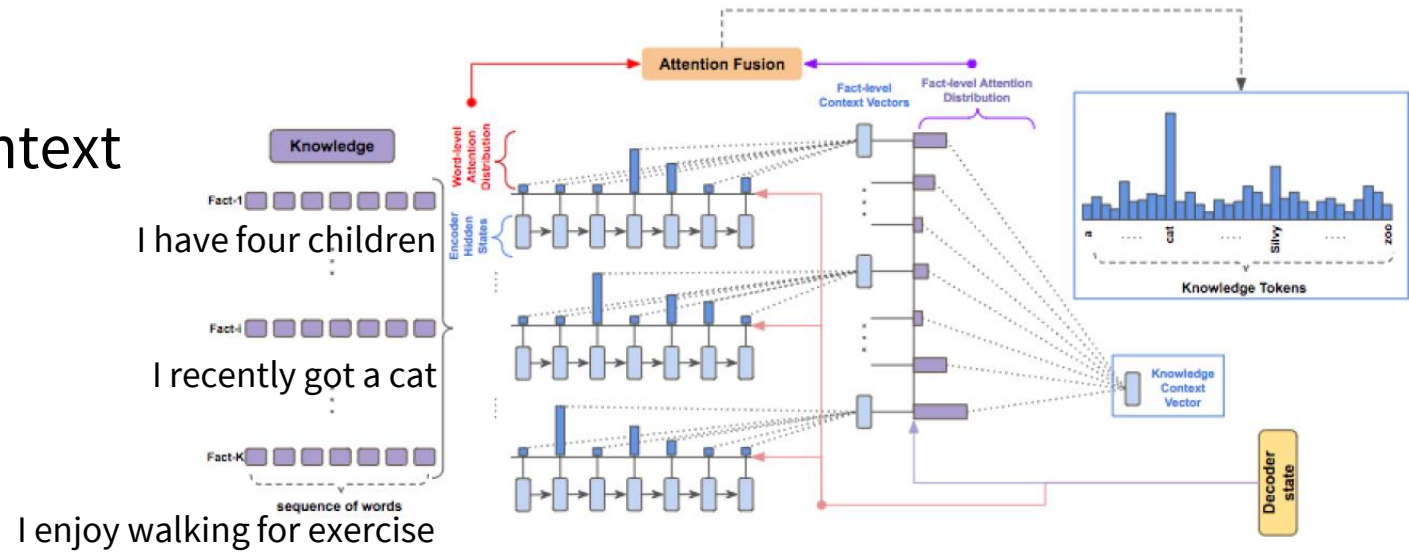 ntext
Knowledge
Fact-1
I have four children
Fact-i
I recently got a cat
Fact-K
sequence of words
I enjoy walking for exercise
Word-level
Attention
Distribution
Encoder
Hidden
States
Attention Fusion
Fact-level
Context Vectors
Fact-level Attention
Distribution
a
cat
Silvy
zoo
Knowledge Tokens
Knowledge
Context
Vector
Decoder
state